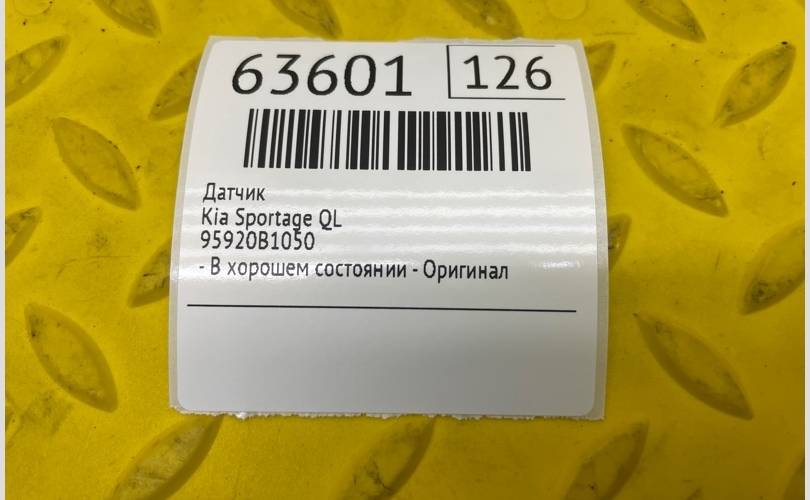 63601 126
Датчик
Kia Sportage QL
95920B1050
- В хорошем состоянии - Оригинал